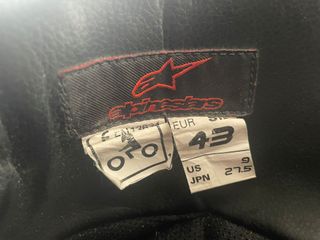 alpinestars
EUR
43
US 9
JPN 27.5